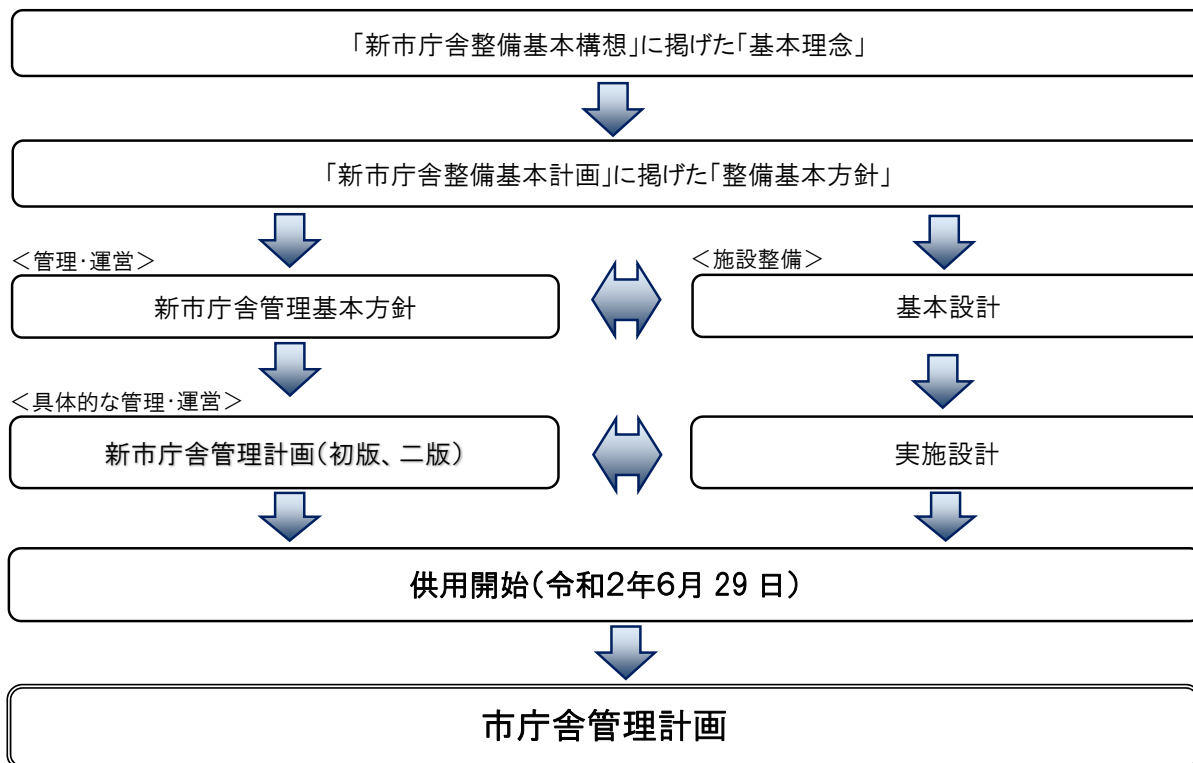 「新市庁舎整備基本構想」に掲げた「基本理念」
「新市庁舎整備基本計画」に掲げた「整備基本方針」
＜管理・運営＞
新市庁舎管理基本方針
＜施設整備＞
基本設計
＜具体的な管理・運営＞
新市庁舎管理計画（初版、二版）
実施設計
供用開始（令和２年６月 29 日）
市庁舎管理計画